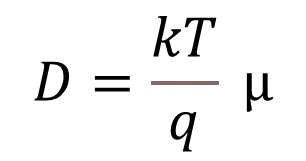 D = kT/q μ